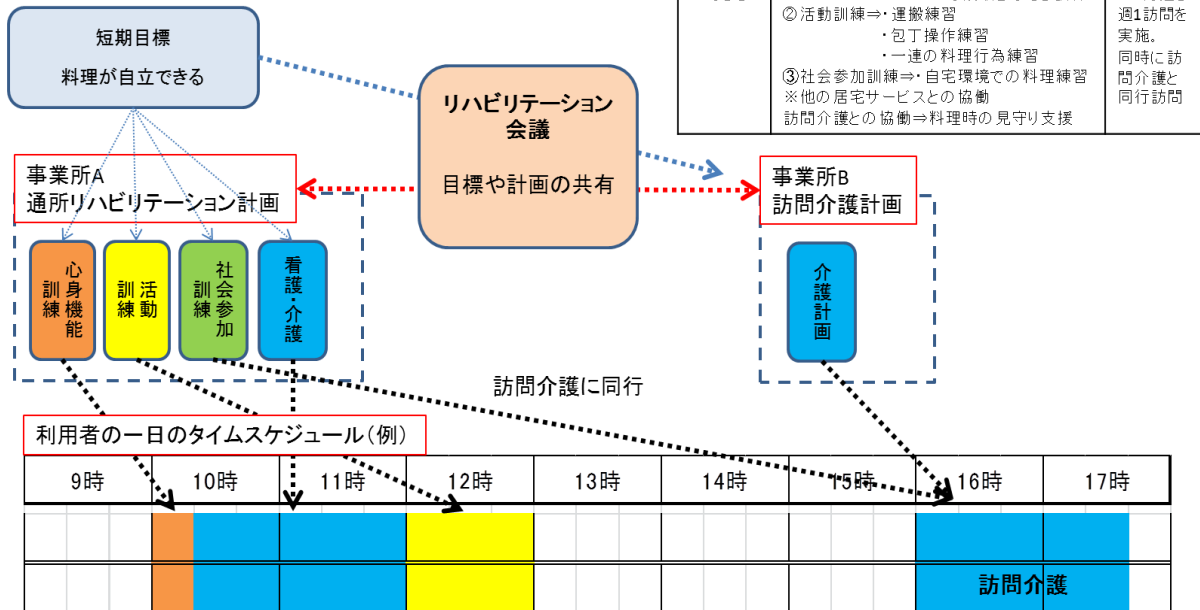 ②活動訓練⇒・運搬練習
・包丁操作練習
・一連の料理行為練習
③社会参加訓練⇒・自宅環境での料理練習
※他の居宅サービスとの協働
訪問介護との協働⇒料理時の見守り支援
週1訪問を
実施。
同時に訪
問介護と
同行訪問
短期目標
料理が自立できる
リハビリテーション
会議
目標や計画の共有
事業所A
通所リハビリテーション計画
事業所B
訪問介護計画
心身機能
訓練
活動
訓練
社会参加
訓練
看護・介護
介護計画
訪問介護に同行
利用者の一日のタイムスケジュール（例）
9時 10時 11時 12時 13時 14時 15時 16時 17時
訪問介護